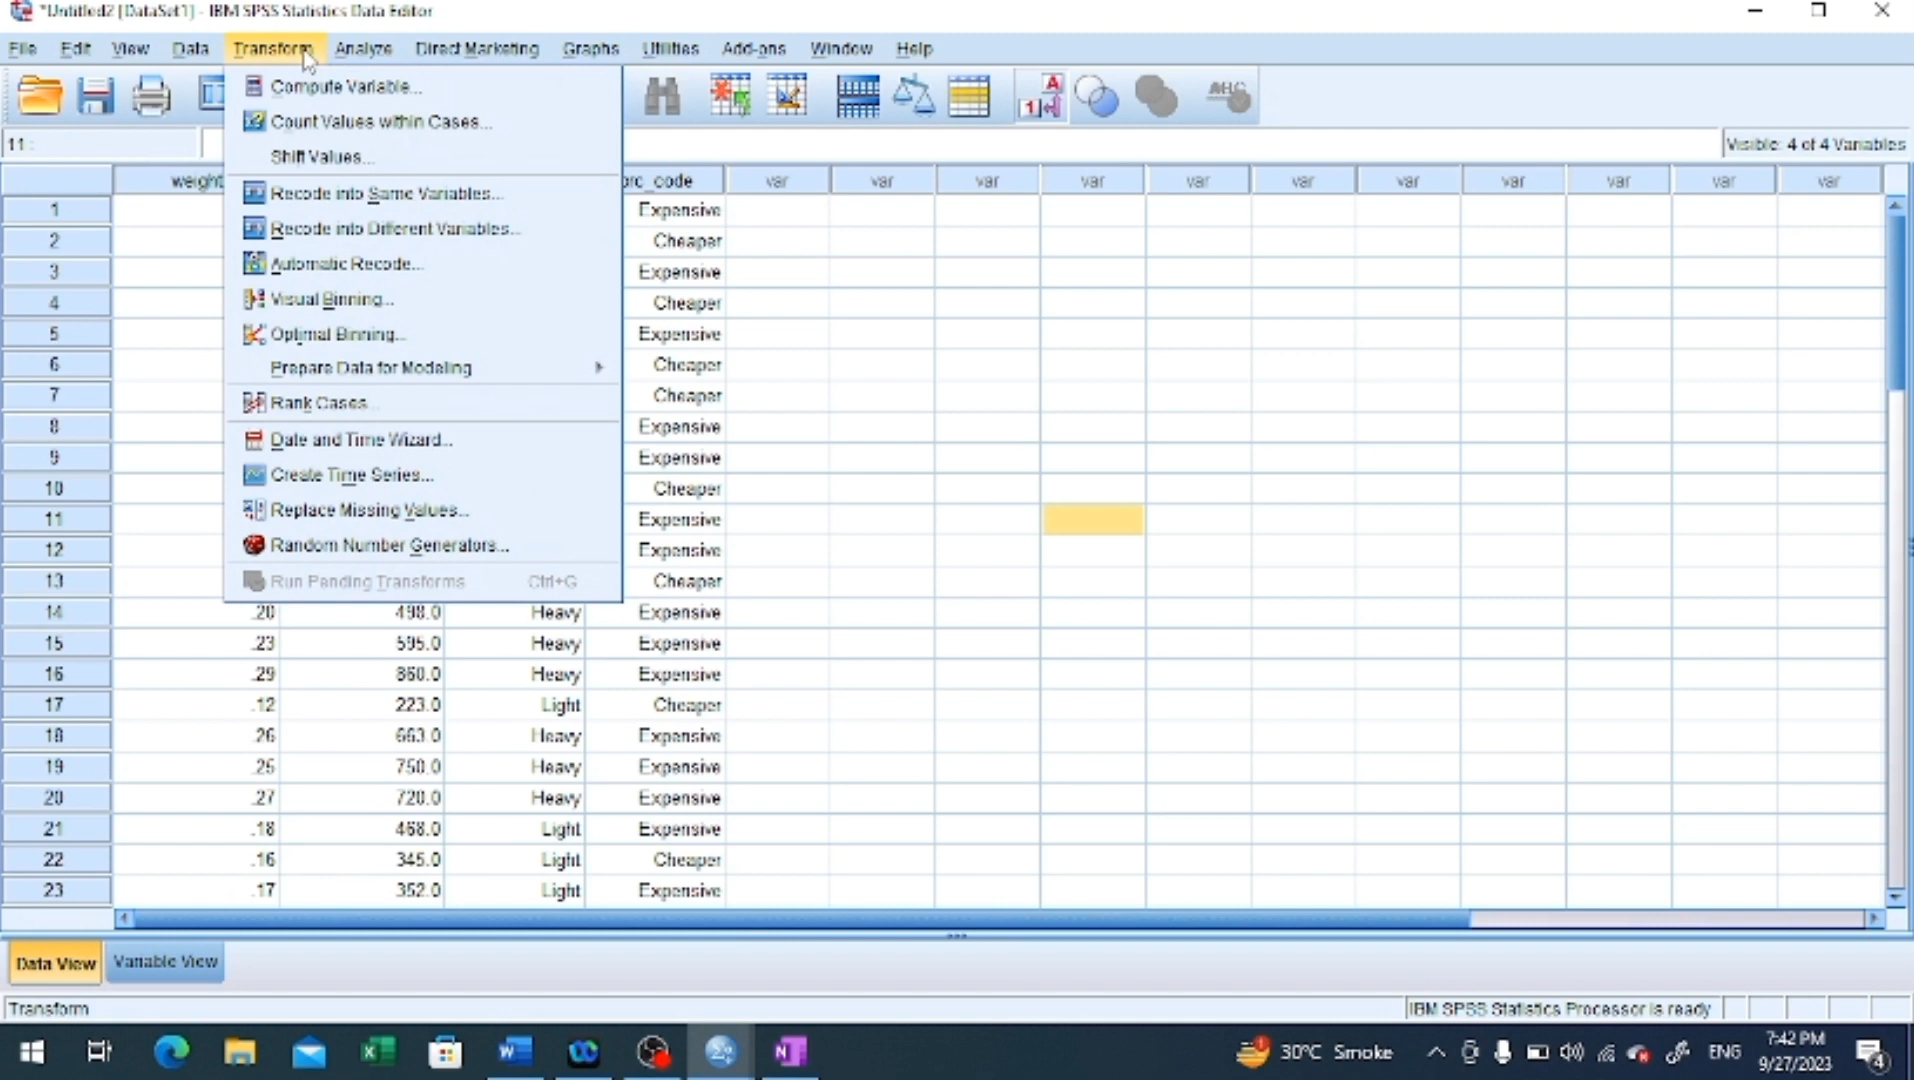 *Untitled2 [DataSet1] - IBM SPSS Statistics Data Editor
File Edit View Data Transform Analyze Direct Marketing Graphs Utilities Add-ons Window Help
11 :
Visible: 4 of 4 Variables
Compute Variable...
Count Values within Cases...
Shift Values...
Recode into Same Variables...
Recode into Different Variables...
Automatic Recode...
Visual Binning...
Optimal Binning...
Prepare Data for Modeling
Rank Cases...
Date and Time Wizard...
Create Time Series...
Replace Missing Values...
Random Number Generators...
Run Pending Transforms Ctrl+G
weight prc_code var var var var var var var var var var var
1 Expensive
2 Cheaper
3 Expensive
4 Cheaper
5 Expensive
6 Cheaper
7 Cheaper
8 Expensive
9 Expensive
10 Cheaper
11 Expensive
12 Expensive
13 Cheaper
14 .20 498.0 Heavy Expensive
15 .23 595.0 Heavy Expensive
16 .29 860.0 Heavy Expensive
17 .12 223.0 Light Cheaper
18 .26 663.0 Heavy Expensive
19 .25 750.0 Heavy Expensive
20 .27 720.0 Heavy Expensive
21 .18 468.0 Light Expensive
22 .16 345.0 Light Cheaper
23 .17 352.0 Light Expensive
Data View Variable View
Transform
IBM SPSS Statistics Processor is ready
30°C Smoke
ENG
7:42 PM
9/27/2023
4